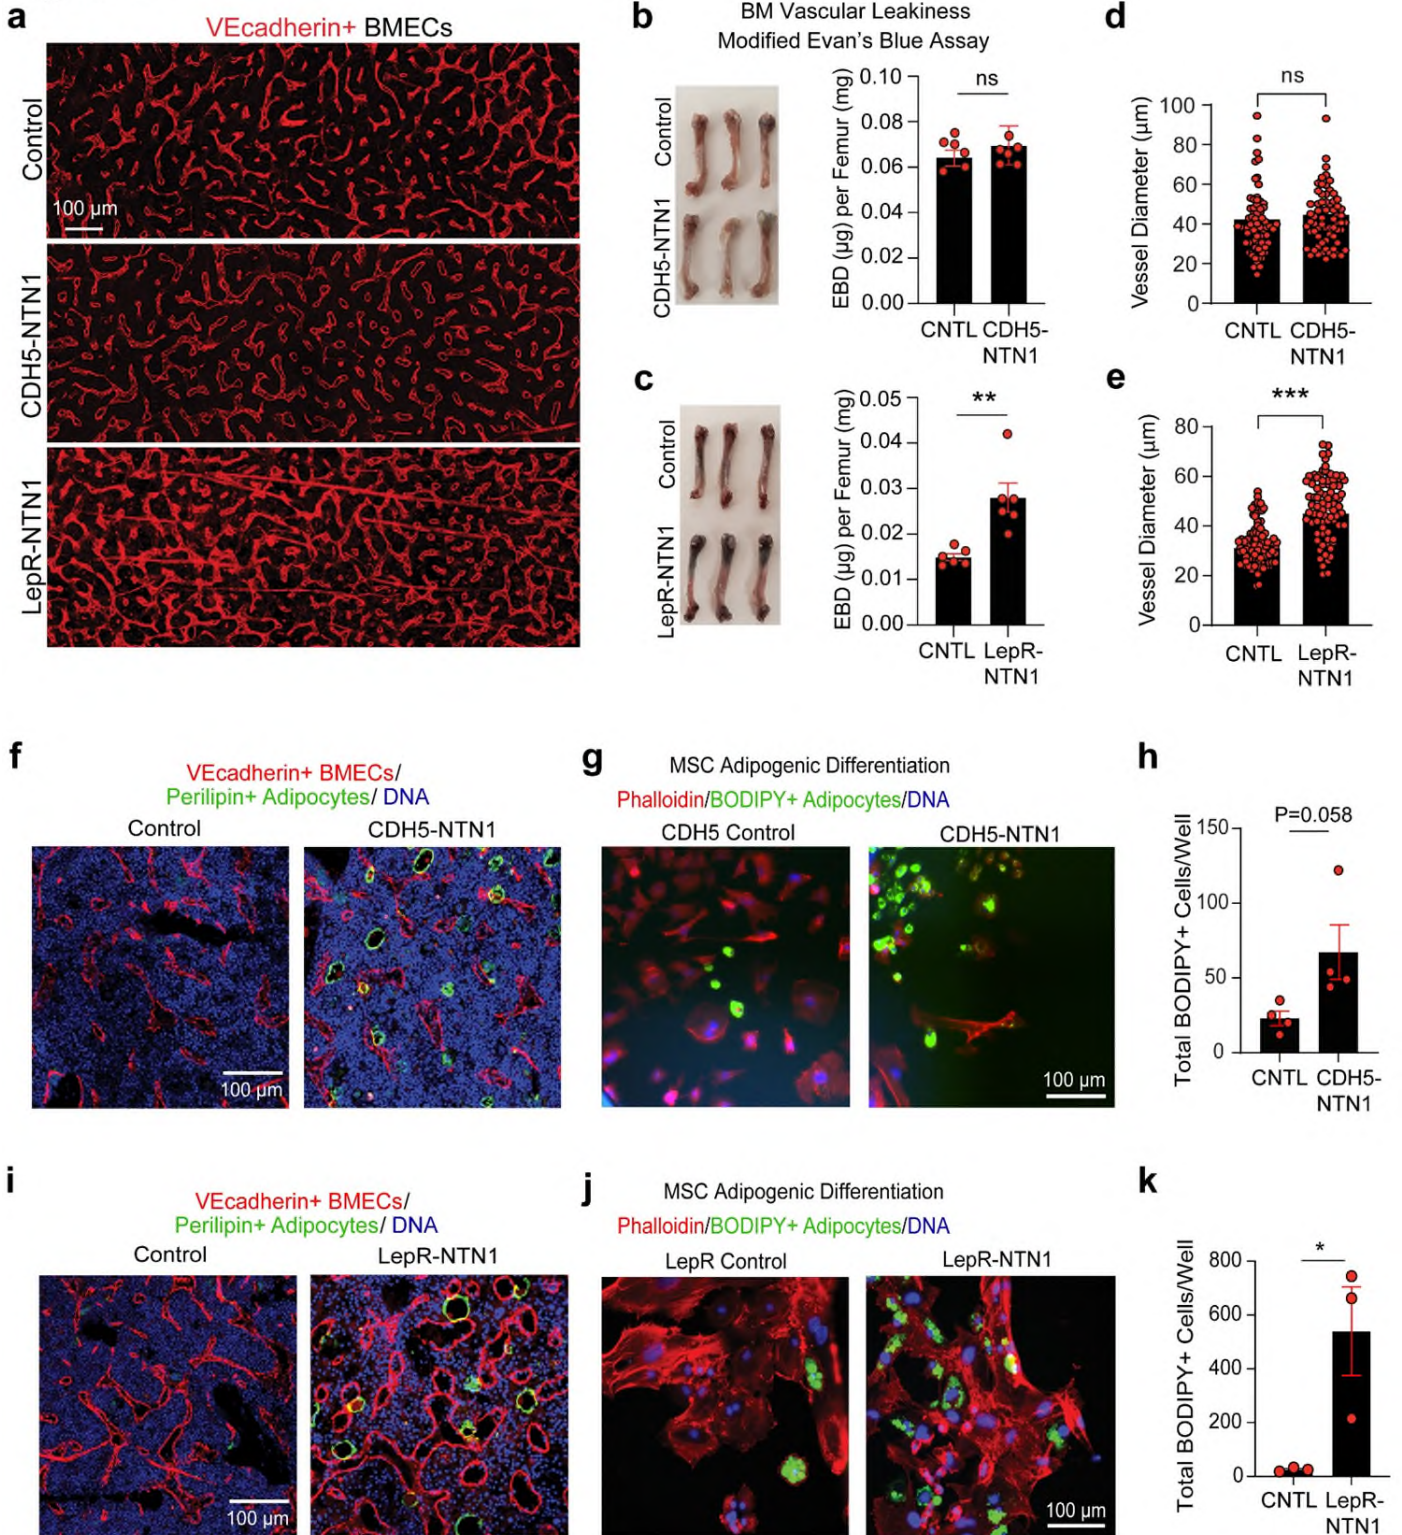 a
VEcadherin+ BMECs
Control
100 µm
CDH5-NTN1
LepR-NTN1
b
BM Vascular Leakiness
Modified Evan's Blue Assay
Control
CDH5-NTN1
EBD (µg) per Femur (mg)
0.10
0.08
0.06
0.04
0.02
0.00
ns
CNTL CDH5-
NTN1
c
Control
LepR-NTN1
EBD (µg) per Femur (mg)
0.05
0.04
0.03
0.02
0.01
0.00
**
CNTL LepR-
NTN1
d
Vessel Diameter (µm)
100
80
60
40
20
0
ns
CNTL CDH5-
NTN1
e
Vessel Diameter (µm)
80
60
40
20
0
***
CNTL LepR-
NTN1
f
VEcadherin+ BMECs/
Perilipin+ Adipocytes/ DNA
Control CDH5-NTN1
100 µm
g
MSC Adipogenic Differentiation
Phalloidin/BODIPY+ Adipocytes/DNA
CDH5 Control CDH5-NTN1
100 µm
h
Total BODIPY+ Cells/Well
150
100
50
0
P=0.058
CNTL CDH5-
NTN1
i
VEcadherin+ BMECs/
Perilipin+ Adipocytes/ DNA
Control LepR-NTN1
100 µm
j
MSC Adipogenic Differentiation
Phalloidin/BODIPY+ Adipocytes/DNA
LepR Control LepR-NTN1
100 µm
k
Total BODIPY+ Cells/Well
800
600
400
200
0
*
CNTL LepR-
NTN1